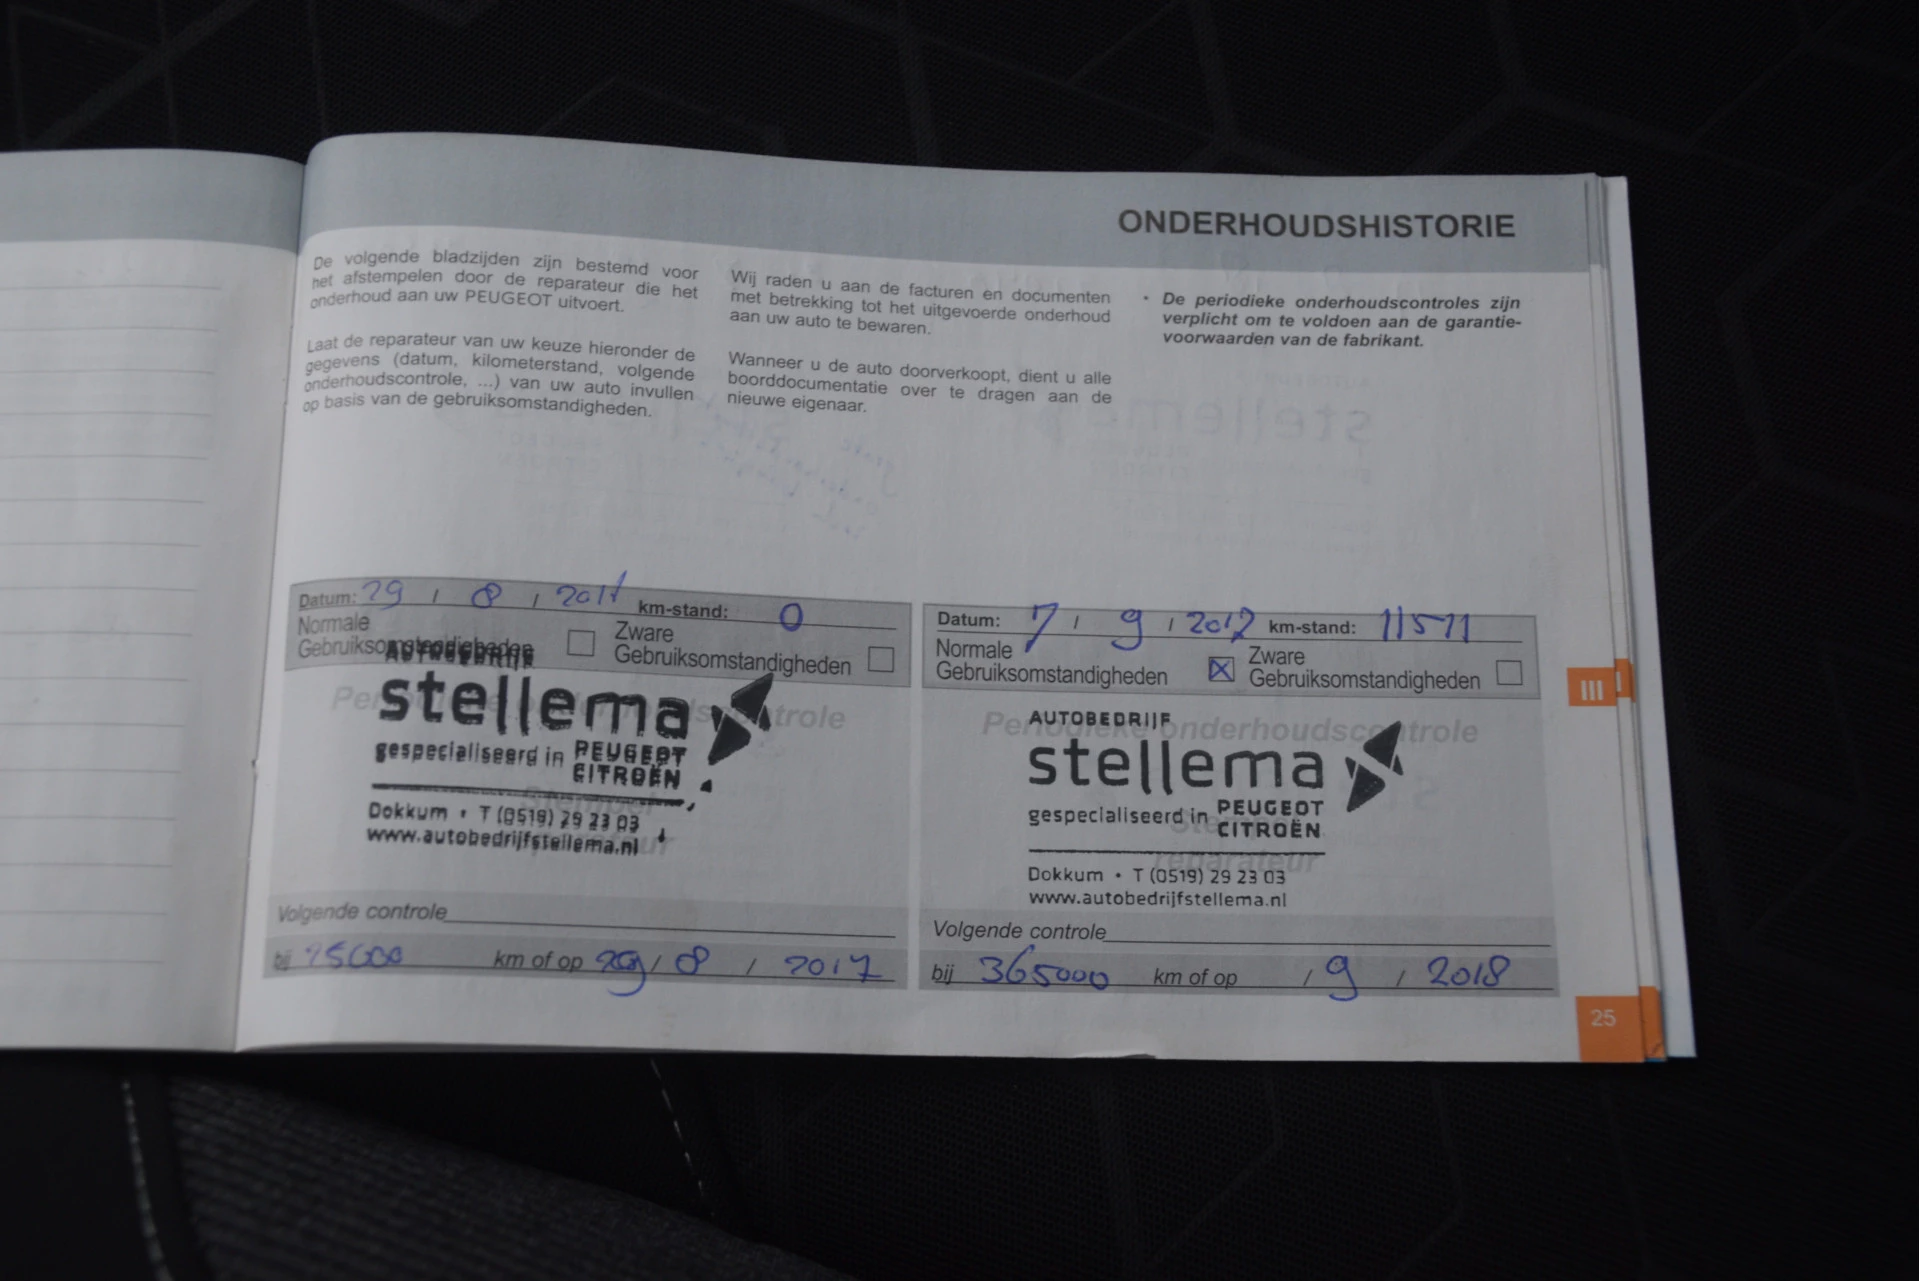 ONDERHOUDSHISTORIE
De volgende bladzijden zijn bestemd voor
het afstempelen door de reparateur die het
onderhoud aan uw PEUGEOT uitvoert.
Laat de reparateur van uw keuze hieronder de
gegevens (datum, kilometerstand, volgende
onderhoudscontrole, ...) van uw auto invullen
op basis van de gebruiksomstandigheden.
Wij raden u aan de facturen en documenten
met betrekking tot het uitgevoerde onderhoud
aan uw auto te bewaren.
Wanneer u de auto doorverkoopt, dient u alle
boorddocumentatie over te dragen aan de
nieuwe eigenaar.
• De periodieke onderhoudscontroles zijn
verplicht om te voldoen aan de garantie-
voorwaarden van de fabrikant.
Datum: 29 / 8 / km-stand: 0
Normale Zware
Gebruiksomstandigheden Gebruiksomstandigheden
AUTOBEDRIJF
Periodieke onderhoudscontrole
stellema
gespecialiseerd in PEUGEOT
CITROËN
Stempel
Dokkum • T (0519) 29 23 03
www.autobedrijfstellema.nl
reparateur
Volgende controle
bij 25000 km of op 29 / 8 / 2017
Datum: 7 / 9 / 2017 km-stand: 11571
Normale Zware
Gebruiksomstandigheden Gebruiksomstandigheden
AUTOBEDRIJF
Periodieke onderhoudscontrole
stellema
gespecialiseerd in PEUGEOT
CITROËN
Stempel
reparateur
Dokkum • T (0519) 29 23 03
www.autobedrijfstellema.nl
Volgende controle
bij 365000 km of op / 9 / 2018
III
25